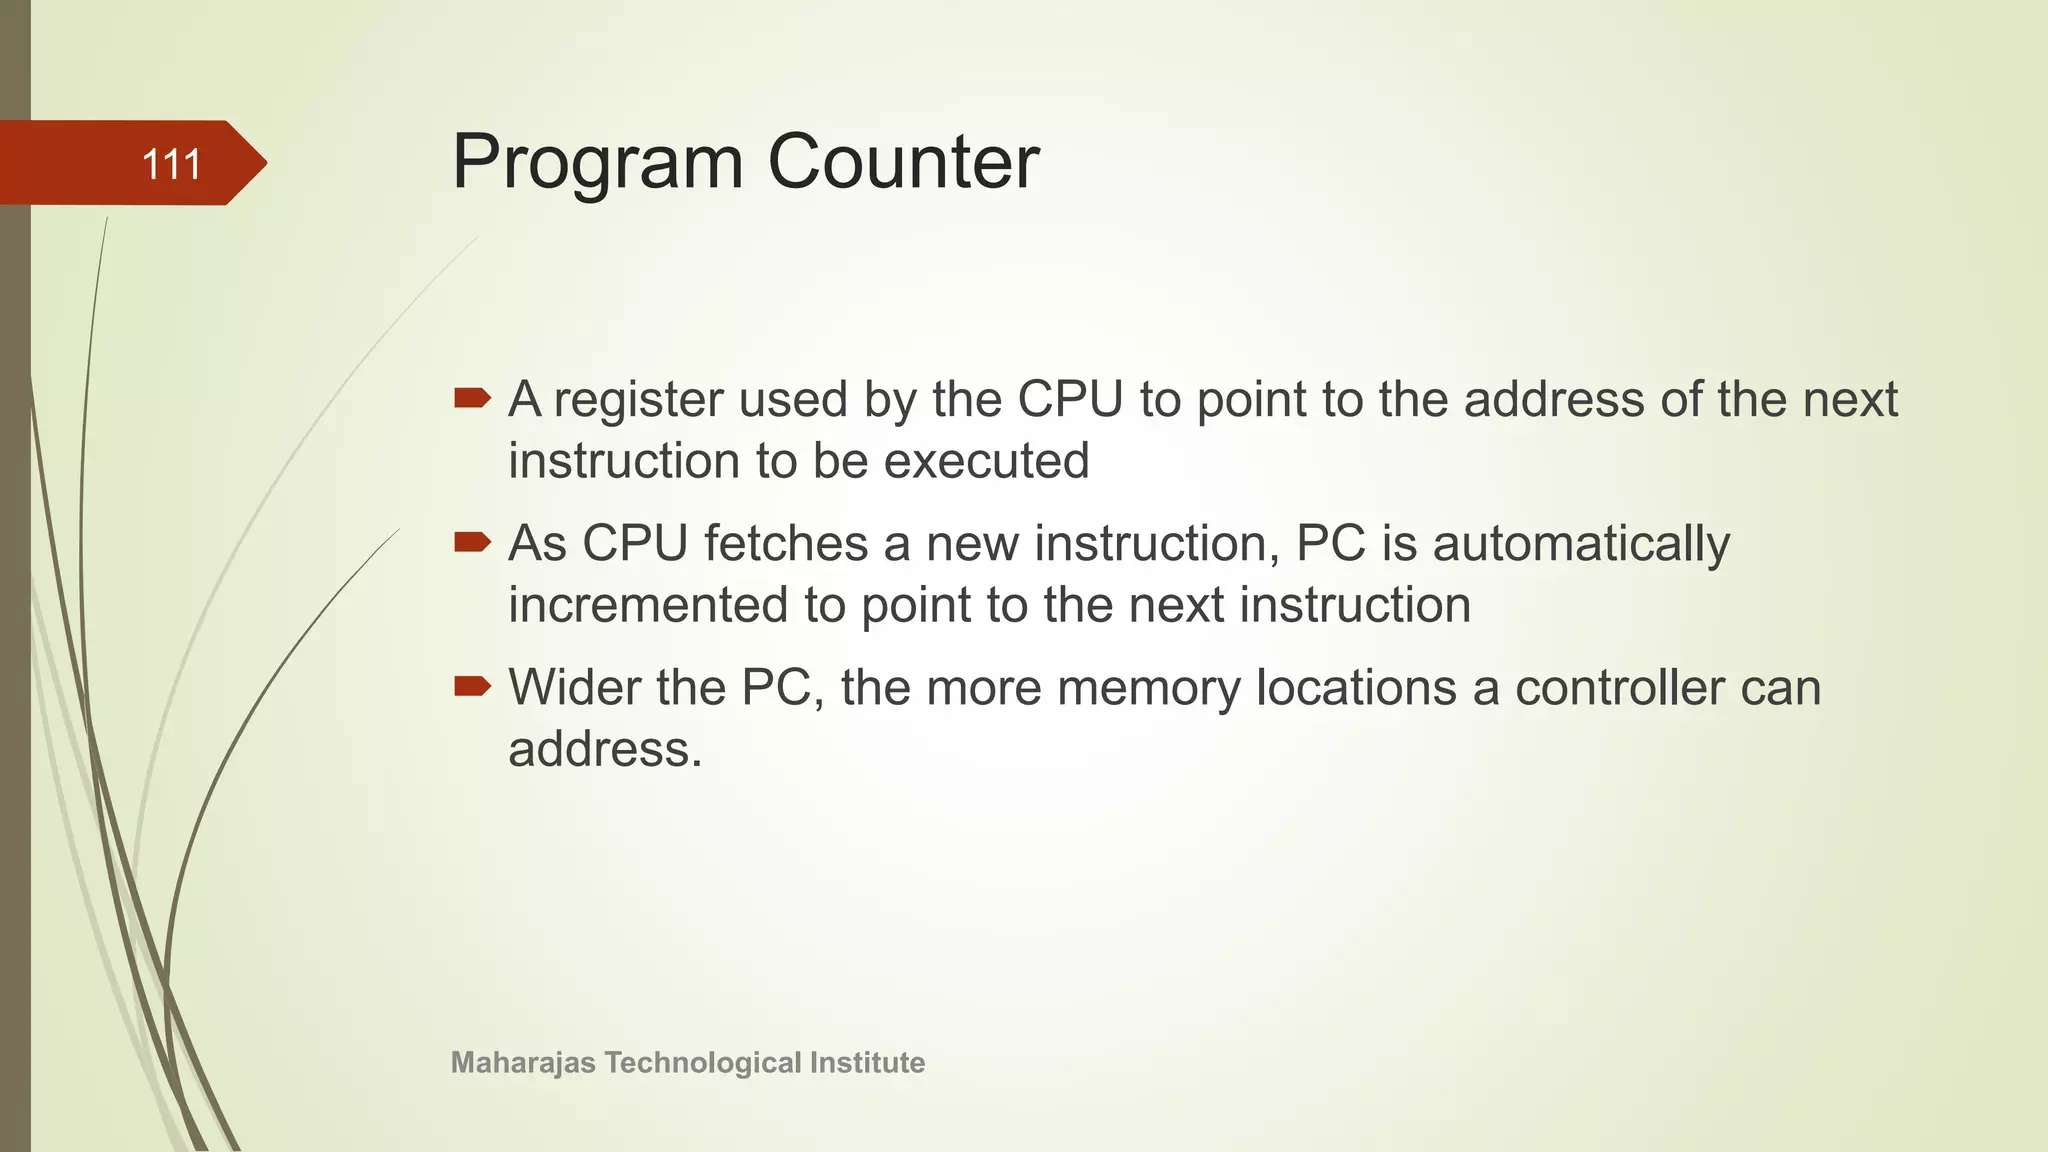 111
Program Counter
A register used by the CPU to point to the address of the next
instruction to be executed
As CPU fetches a new instruction, PC is automatically
incremented to point to the next instruction
Wider the PC, the more memory locations a controller can
address.
Maharajas Technological Institute